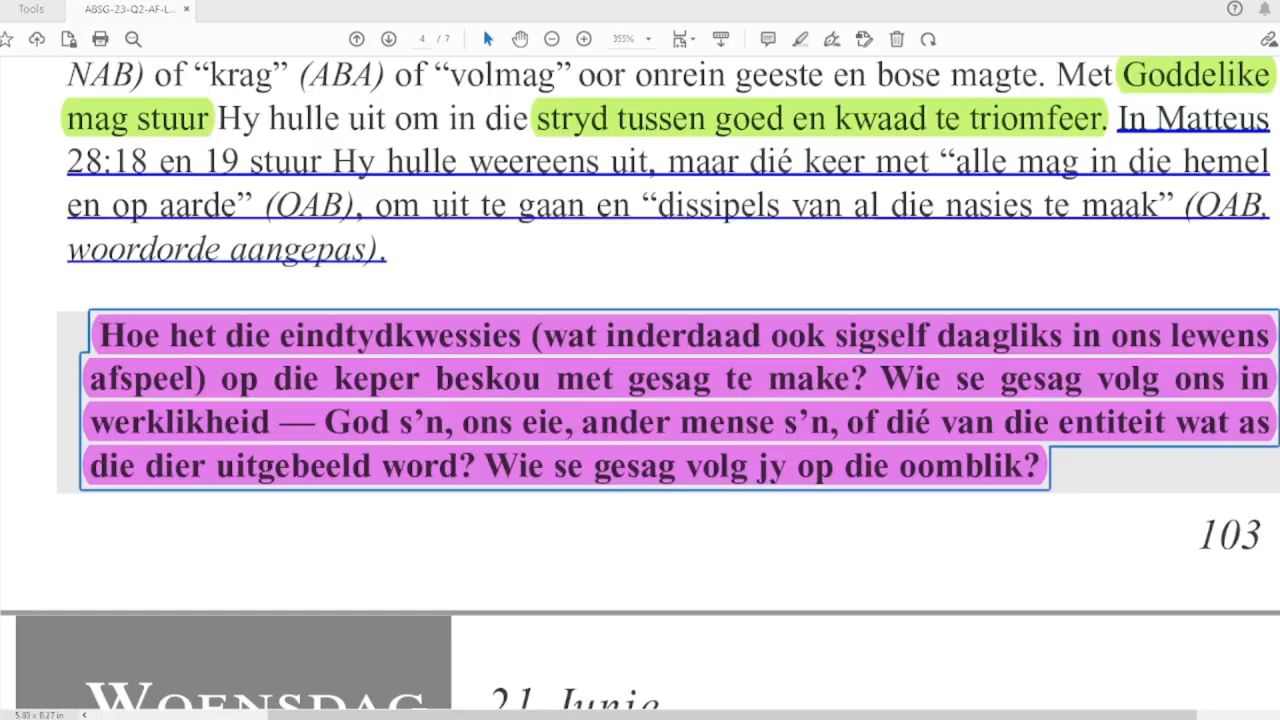 Tools
ABSG-23-Q2-AF-L...
4 / 7
355%
NAB) of “krag” (ABA) of “volmag” oor onrein geeste en bose magte. Met Goddelike
mag stuur Hy hulle uit om in die stryd tussen goed en kwaad te triomfeer. In Matteus
28:18 en 19 stuur Hy hulle weereens uit, maar dié keer met “alle mag in die hemel
en op aarde” (OAB), om uit te gaan en “dissipels van al die nasies te maak” (OAB,
woordorde aangepas).
Hoe het die eindtydkwessies (wat inderdaad ook sigself daagliks in ons lewens
afspeel) op die keper beskou met gesag te make? Wie se gesag volg ons in
werklikheid — God s’n, ons eie, ander mense s’n, of dié van die entiteit wat as
die dier uitgebeeld word? Wie se gesag volg jy op die oomblik?
103
WOENSDAG
21 Junie
5.83 x 8.27 in